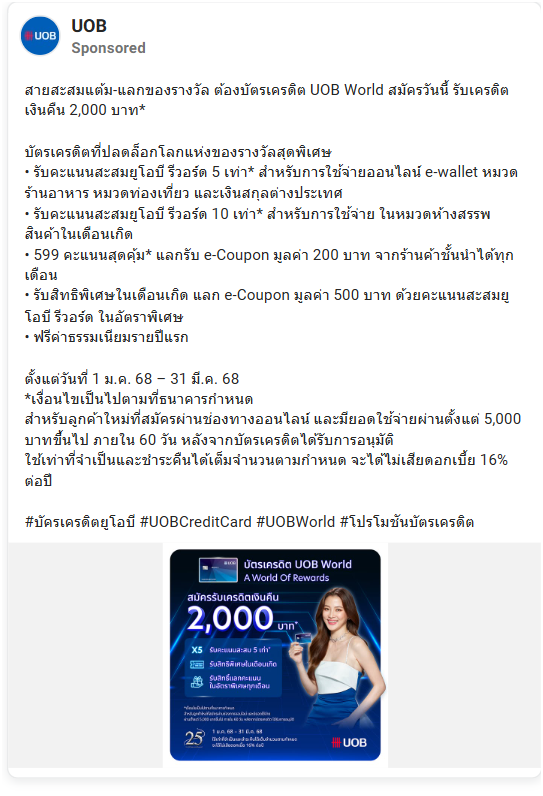 UOB
UOB
Sponsored
สายสะสมแต้ม-แลกของรางวัล ต้องบัตรเครดิต UOB World สมัครวันนี้ รับเครดิต
เงินคืน 2,000 บาท*
บัตรเครดิตที่ปลดล็อกโลกแห่งของรางวัลสุดพิเศษ
• รับคะแนนสะสมยูโอบี รีวอร์ด 5 เท่า* สำหรับการใช้จ่ายออนไลน์ e-wallet หมวด
ร้านอาหาร หมวดท่องเที่ยว และเงินสกุลต่างประเทศ
• รับคะแนนสะสมยูโอบี รีวอร์ด 10 เท่า* สำหรับการใช้จ่าย ในหมวดห้างสรรพ
สินค้าในเดือนเกิด
• 599 คะแนนสุดคุ้ม* แลกรับ e-Coupon มูลค่า 200 บาท จากร้านค้าชั้นนำได้ทุก
เดือน
• รับสิทธิพิเศษในเดือนเกิด แลก e-Coupon มูลค่า 500 บาท ด้วยคะแนนสะสมยู
โอบี รีวอร์ด ในอัตราพิเศษ
• ฟรีค่าธรรมเนียมรายปีแรก
ตั้งแต่วันที่ 1 ม.ค. 68 – 31 มี.ค. 68
*เงื่อนไขเป็นไปตามที่ธนาคารกำหนด
สำหรับลูกค้าใหม่ที่สมัครผ่านช่องทางออนไลน์ และมียอดใช้จ่ายผ่านตั้งแต่ 5,000
บาทขึ้นไป ภายใน 60 วัน หลังจากบัตรเครดิตได้รับการอนุมัติ
ใช้เท่าที่จำเป็นและชำระคืนได้เต็มจำนวนตามกำหนด จะได้ไม่เสียดอกเบี้ย 16%
ต่อปี
#บัตรเครดิตยูโอบี #UOBCreditCard #UOBWorld #โปรโมชันบัตรเครดิต
บัตรเครดิต UOB World
A World Of Rewards
สมัครรับเครดิตเงินคืน
2,000 บาท*
X5 รับคะแนนสะสม 5 เท่า*
รับสิทธิพิเศษในเดือนเกิด
รับสิทธิ์แลกคะแนน
ในอัตราพิเศษทุกเดือน
25
1 ม.ค. 68 – 31 มี.ค. 68
UOB